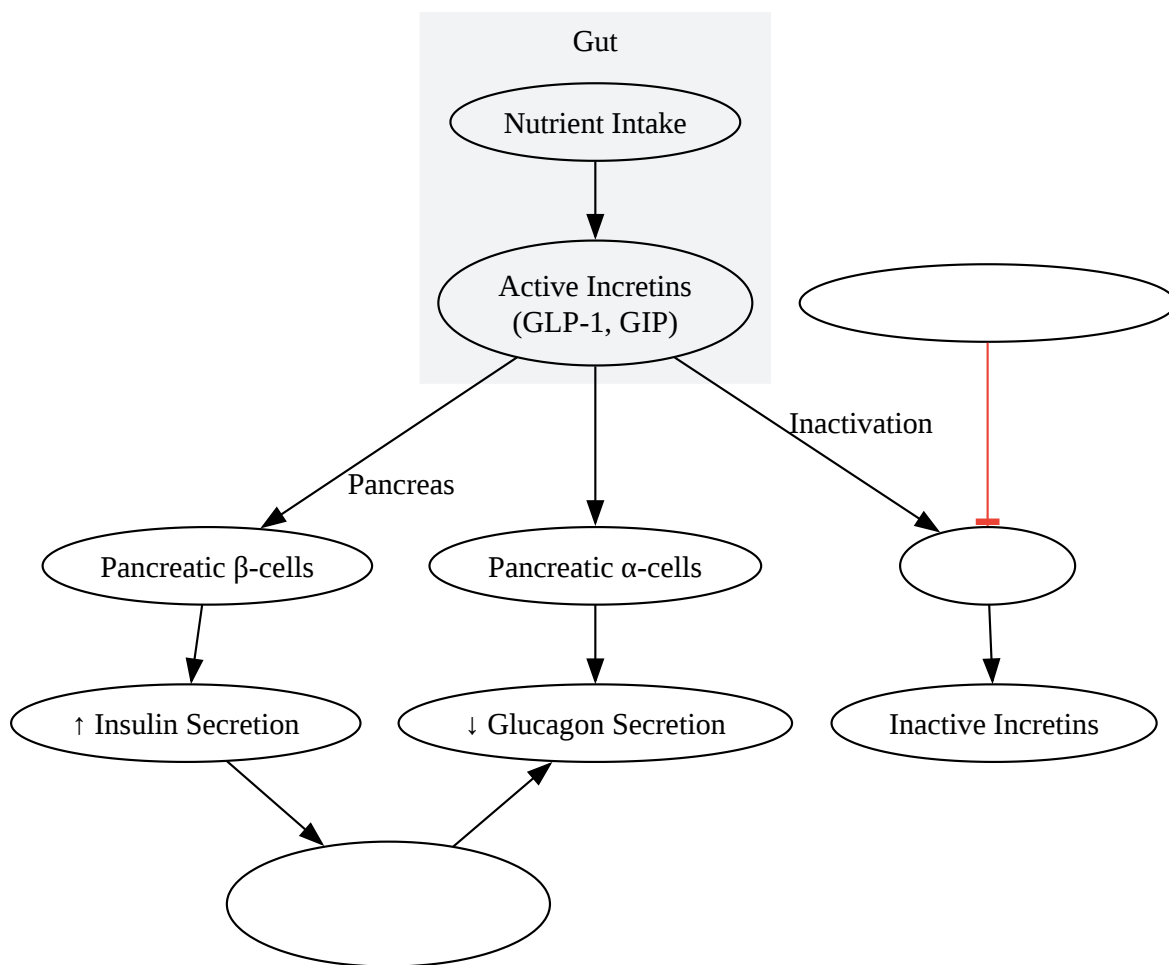 Gut
Nutrient Intake
Active Incretins
(GLP-1, GIP)
Inactivation
Pancreas
Pancreatic β-cells
Pancreatic α-cells
↑ Insulin Secretion
↓ Glucagon Secretion
Inactive Incretins